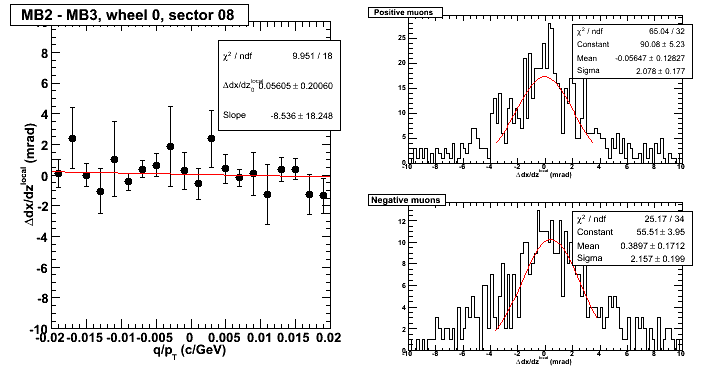 MB2 - MB3, wheel 0, sector 08
χ² / ndf 9.951 / 18
Δdx/dz₀^local 0.05605 ± 0.20060
Slope -8.536 ± 18.248
Δdx/dz^local (mrad)
10
8
6
4
2
0
-2
-4
-6
-8
-10
-0.02 -0.015 -0.01 -0.005 0 0.005 0.01 0.015 0.02
q/p_T (c/GeV)
Positive muons
χ² / ndf 65.04 / 32
Constant 90.08 ± 5.23
Mean -0.05647 ± 0.12827
Sigma 2.078 ± 0.177
25
20
15
10
5
0
-10 -8 -6 -4 -2 0 2 4 6 8 10
Δdx/dz^local (mrad)
Negative muons
χ² / ndf 25.17 / 34
Constant 55.51 ± 3.95
Mean 0.3897 ± 0.1712
Sigma 2.157 ± 0.199
12
10
8
6
4
2
0
-10 -8 -6 -4 -2 0 2 4 6 8 10
Δdx/dz^local (mrad)